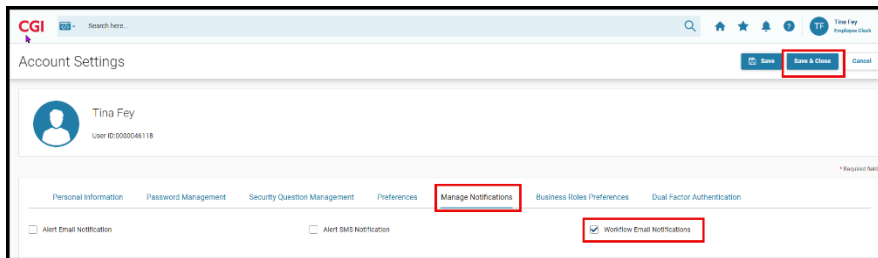 CGI
Search here...
TF
Tina Fey
Employee Clock
Account Settings
Save
Save & Close
Cancel
Tina Fey
User ID:0000046118
* Required field
Personal Information
Password Management
Security Question Management
Preferences
Manage Notifications
Business Roles Preferences
Dual Factor Authentication
Alert Email Notification
Alert SMS Notification
Workflow Email Notifications